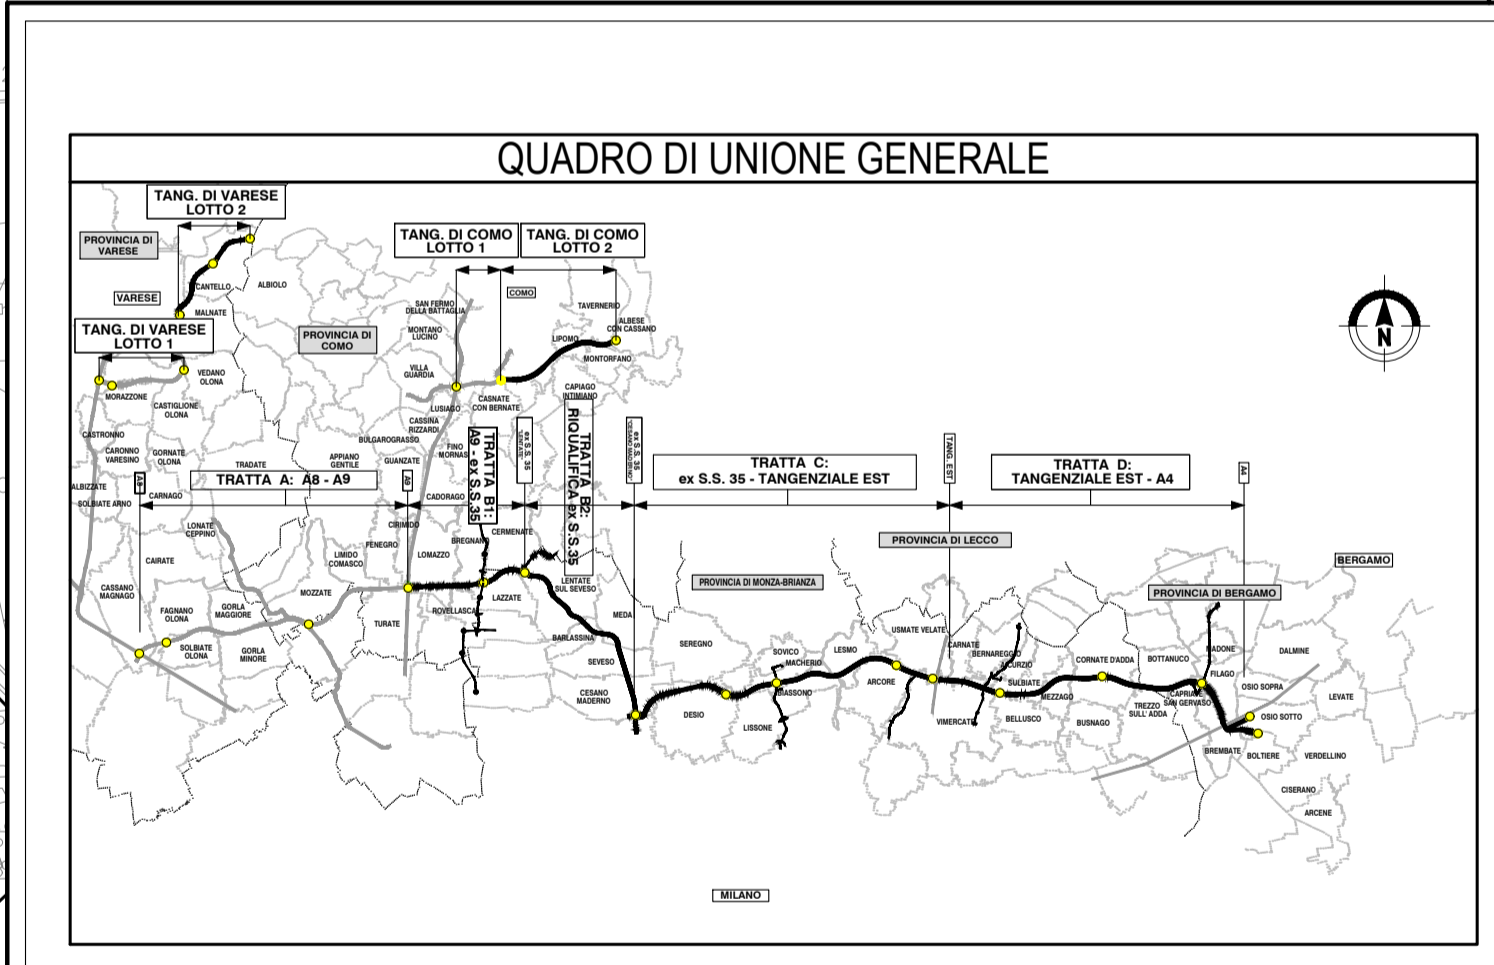 QUADRO DI UNIONE GENERALE
TANG. DI VARESE
LOTTO 2
PROVINCIA DI
VARESE
TANG. DI COMO
LOTTO 1
TANG. DI COMO
LOTTO 2
CANTELLO
ALBIOLO
VARESE
MALNATE
COMO
SAN FERMO
DELLA BATTAGLIA
TAVERNERIO
ALBESE
CON CASSANO
TANG. DI VARESE
LOTTO 1
PROVINCIA DI
COMO
MONTANO
LUCINO
LIPOMO
MONTORFANO
N
VEDANO
OLONA
VILLA
GUARDIA
MORAZZONE
CASTIGLIONE
OLONA
CAPIAGO
INTIMIANO
CASNATE
CON BERNATE
LUSIAGO
CASSINA
RIZZARDI
CASTRONNO
BULGAROGRASSO
CARONNO
VARESINO
GORNATE
OLONA
FINO
MORNAS
TRADATE
APPIANO
GENTILE
GUANZATE
TRATTA A: A8 - A9
A8
A9
TRATTA B1:
A9 - ex S.S.35
ex S.S. 35
"LENTATE"
TRATTA B2:
RIQUALIFICA ex S.S.35
ex S.S. 35
TRATTA C:
ex S.S. 35 - TANGENZIALE EST
TANG. EST
TRATTA D:
TANGENZIALE EST - A4
A4
ALBIZZATE
SOLBIATE ARNO
CARNAGO
CADORAGO
LONATE
CEPPINO
CIRIMIDO
CERMENATE
BREGNANO
FENEGRO
LIMIDO
COMASCO
LOMAZZO
PROVINCIA DI LECCO
CAIRATE
BERGAMO
PROVINCIA DI MONZA-BRIANZA
PROVINCIA DI BERGAMO
CASSANO
MAGNAGO
MOZZATE
LAZZATE
LENTATE
SUL SEVESO
FAGNANO
OLONA
GORLA
MAGGIORE
ROVELLASCA
MEDA
TURATE
BARLASSINA
USMATE VELATE
SEREGNO
SOLBIATE
OLONA
GORLA
MINORE
SOVICO
LESMO
CARNATE
BERNAREGGIO
MADONE
DALMINE
SEVESO
MACHERIO
AICURZIO
CORNATE D'ADDA
BOTTANUCO
FILAGO
ARCORE
SULBIATE
OSIO SOPRA
CESANO
MADERNO
BIASSONO
MEZZAGO
CAPRIATE
SAN GERVASO
LEVATE
TREZZO
SULL' ADDA
DESIO
VIMERCATE
BELLUSCO
BUSNAGO
OSIO SOTTO
LISSONE
BREMBATE
BOLTIERE
VERDELLINO
CISERANO
ARCENE
MILANO